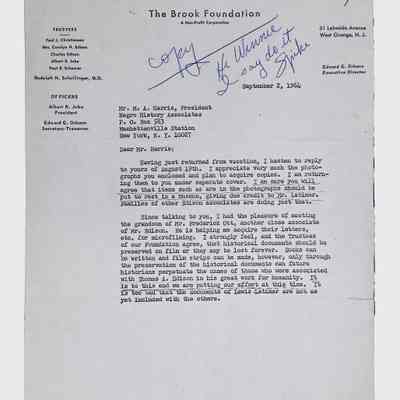 The Brook Foundation
A Non-Profit Corporation
TRUSTEES
Paul J. Christiansen
Mrs. Carolyn H. Edison
Charles Edison
Albert R. Jube
Paul B. Schermer
Rudolph N. Schullinger, M.D.
OFFICERS
Albert R. Jube
President
Edward G.
Secretary-Treasurer
51 Lakeside Avenue
West Orange, N. J.
Edward G.
Executive Director
copy
Hi Winnie
I say do it
Spike
September 2, 1964
Mr. M. A. Harris, President
Negro History Associates
P. O. Box 563
Manhattanville Station
New York, N. Y. 10027
Dear Mr. Harris:
Having just returned from vacation, I hasten to reply
to yours of August 19th. I appreciate very much the photo-
graphs you enclosed and plan to acquire copies. I am return-
ing them to you under separate cover. I am sure you will
agree that items such as are in the photographs should be
put to rest in a museum, giving due credit to Mr. Latimer.
Families of other Edison associates are doing just that.
Since talking to you, I had the pleasure of meeting
the grandson of Mr. Frederick Ott, another close associate
of Mr. Edison. He is helping me acquire their letters,
etc. for microfilming. I strongly feel, and the Trustees
of our Foundation agree, that historical documents should be
preserved on film or they may be lost forever. Books can
be written and film strips can be made, however, only through
the preservation of the historical documents can future
historians perpetuate the names of those who were associated
with Thomas A. Edison in his great work for humanity. It
is to this end we are putting our effort at this time. It
is too bad that the documents of Lewis Latimer are not as
yet included with the others.